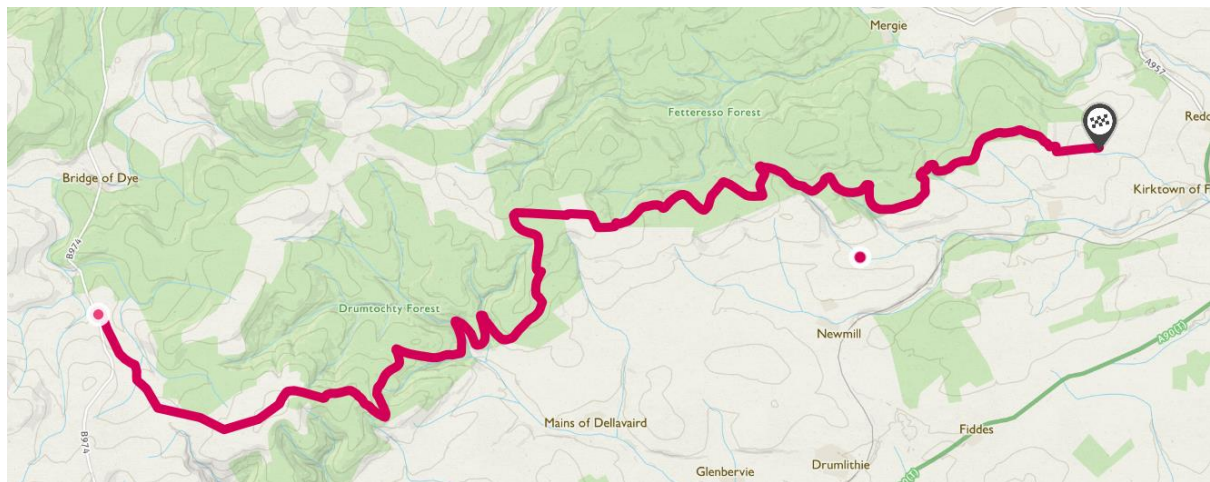 Mergie
A957
Fetteresso Forest
Redc
Bridge of Dye
Kirktown of F
B974
Drumtochty Forest
Newmill
A90(T)
Mains of Dellavaird
Fiddes
B974
Glenbervie
Drumlithie
A90(T)